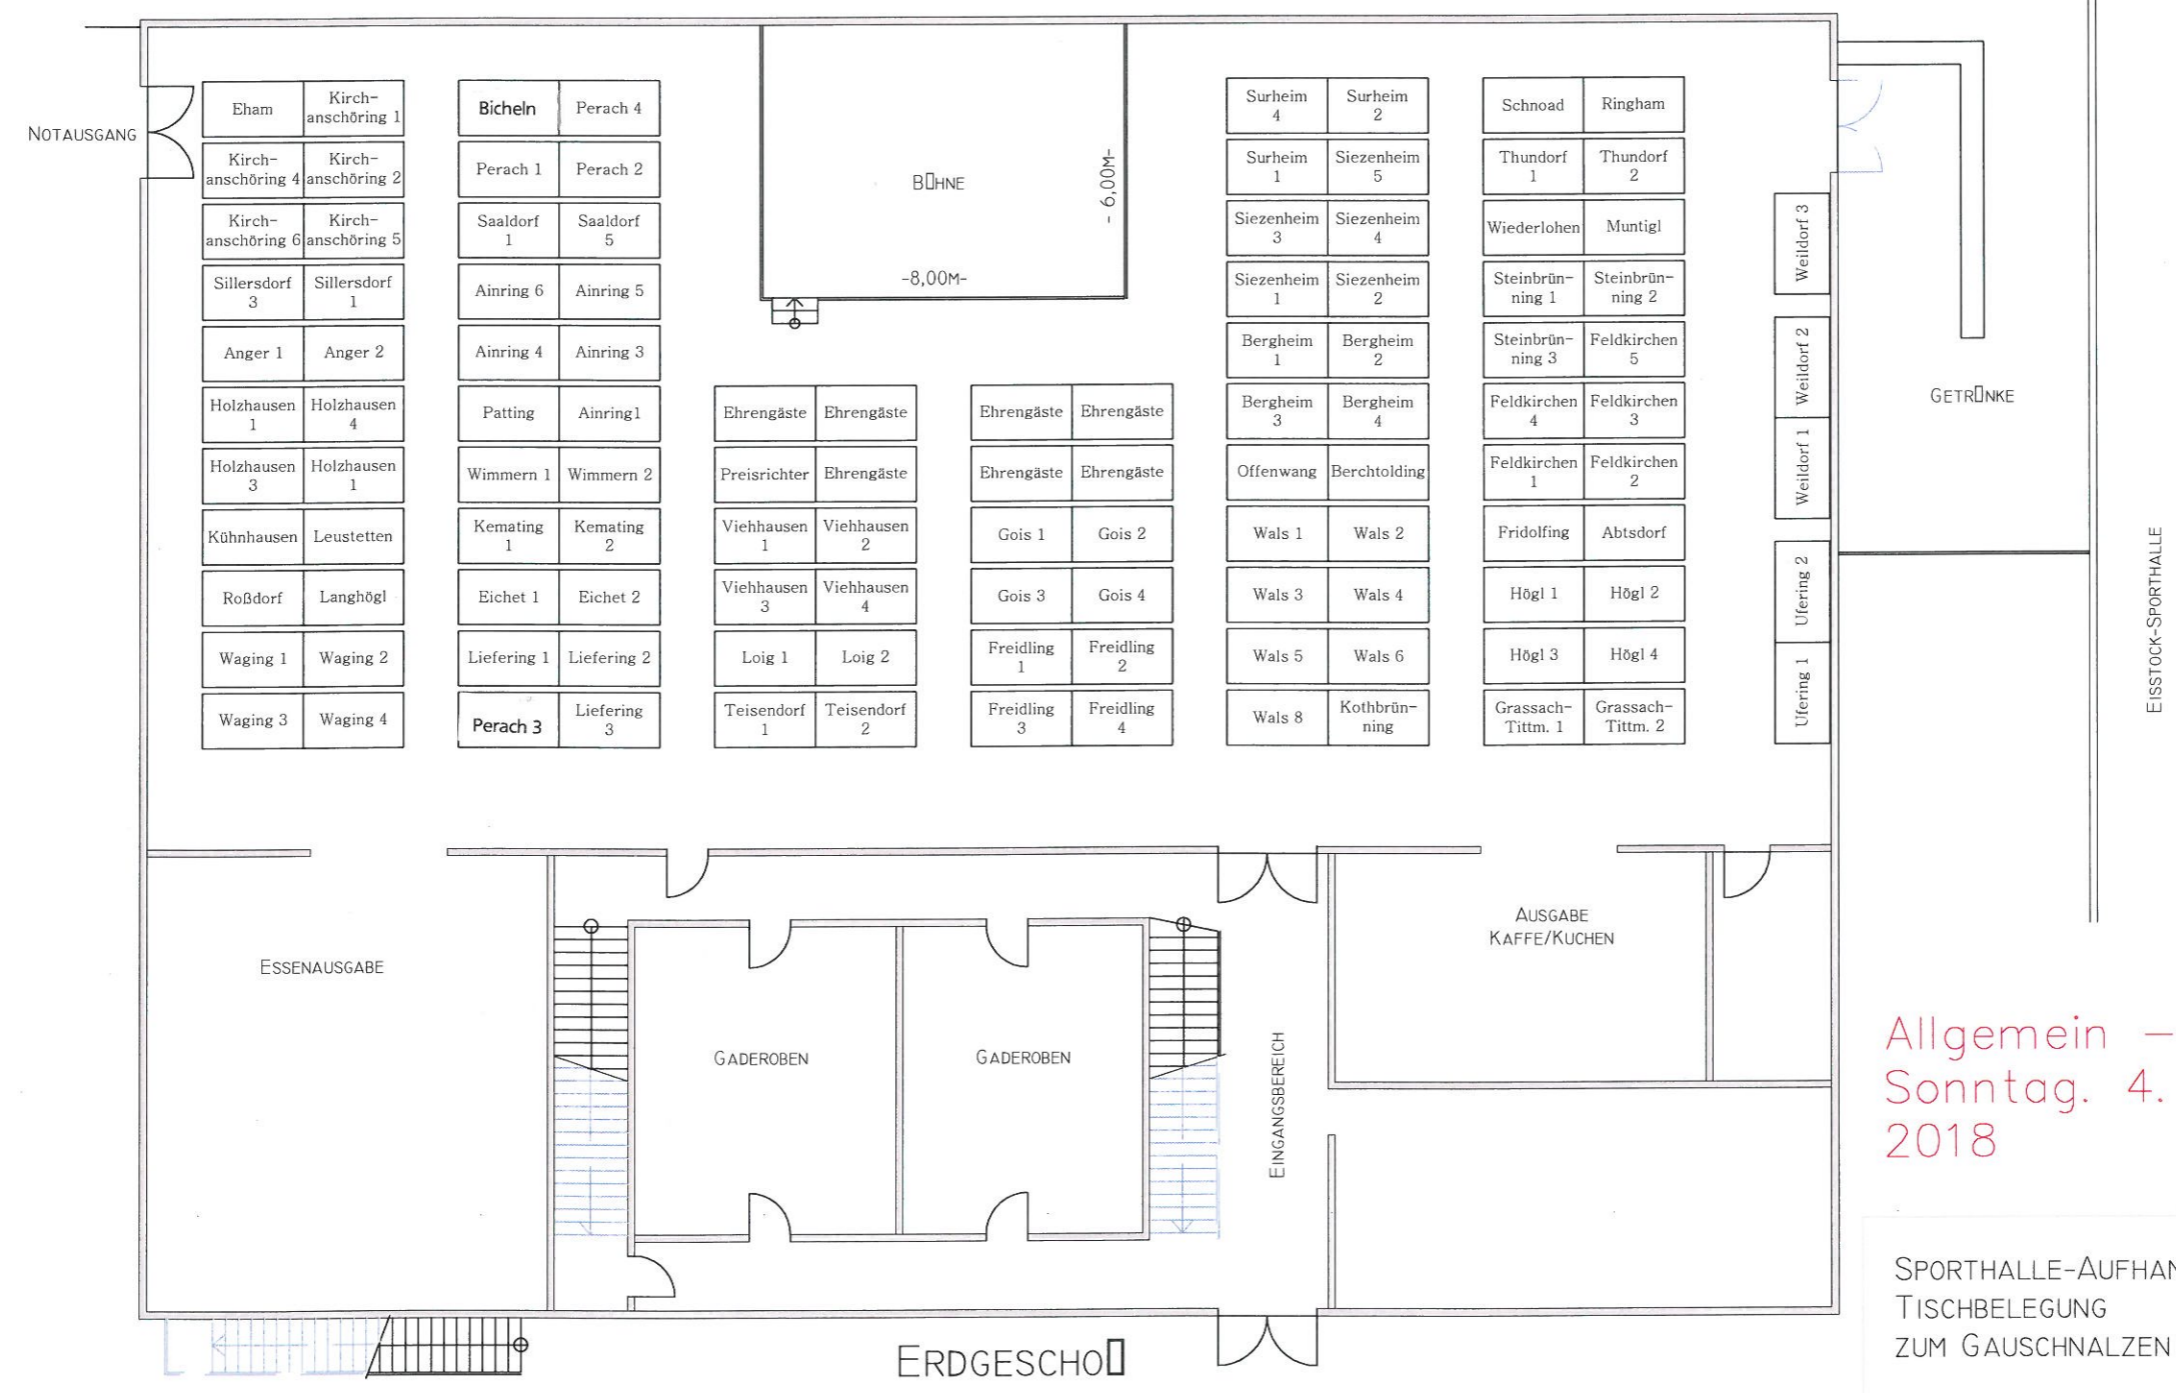 NOTAUSGANG
Eham
Kirch-
anschöring 1
Kirch-
anschöring 4
Kirch-
anschöring 2
Kirch-
anschöring 6
Kirch-
anschöring 5
Sillersdorf
3
Sillersdorf
1
Anger 1
Anger 2
Holzhausen
1
Holzhausen
4
Holzhausen
3
Holzhausen
1
Kühnhausen
Leustetten
Roßdorf
Langhögl
Waging 1
Waging 2
Waging 3
Waging 4
Bicheln
Perach 4
Perach 1
Perach 2
Saaldorf
1
Saaldorf
5
Ainring 6
Ainring 5
Ainring 4
Ainring 3
Patting
Ainring1
Wimmern 1
Wimmern 2
Kemating
1
Kemating
2
Eichet 1
Eichet 2
Liefering 1
Liefering 2
Perach 3
Liefering
3
B▯HNE
- 6,00M-
-8,00M-
Ehrengäste
Ehrengäste
Preisrichter
Ehrengäste
Viehhausen
1
Viehhausen
2
Viehhausen
3
Viehhausen
4
Loig 1
Loig 2
Teisendorf
1
Teisendorf
2
Ehrengäste
Ehrengäste
Ehrengäste
Ehrengäste
Gois 1
Gois 2
Gois 3
Gois 4
Freidling
1
Freidling
2
Freidling
3
Freidling
4
Surheim
4
Surheim
2
Surheim
1
Siezenheim
5
Siezenheim
3
Siezenheim
4
Siezenheim
1
Siezenheim
2
Bergheim
1
Bergheim
2
Bergheim
3
Bergheim
4
Offenwang
Berchtolding
Wals 1
Wals 2
Wals 3
Wals 4
Wals 5
Wals 6
Wals 8
Kothbrün-
ning
Schnoad
Ringham
Thundorf
1
Thundorf
2
Wiederlohen
Muntigl
Steinbrün-
ning 1
Steinbrün-
ning 2
Steinbrün-
ning 3
Feldkirchen
5
Feldkirchen
4
Feldkirchen
3
Feldkirchen
1
Feldkirchen
2
Fridolfing
Abtsdorf
Högl 1
Högl 2
Högl 3
Högl 4
Grassach-
Tittm. 1
Grassach-
Tittm. 2
Weildorf 3
Weildorf 2
Weildorf 1
Ufering 2
Ufering 1
GETR▯NKE
EISSTOCK-SPORTHALLE
ESSENAUSGABE
GADEROBEN
GADEROBEN
EINGANGSBEREICH
AUSGABE
KAFFE/KUCHEN
Allgemein –
Sonntag. 4.
2018
SPORTHALLE-AUFHAN
TISCHBELEGUNG
ZUM GAUSCHNALZEN
ERDGESCHO▯